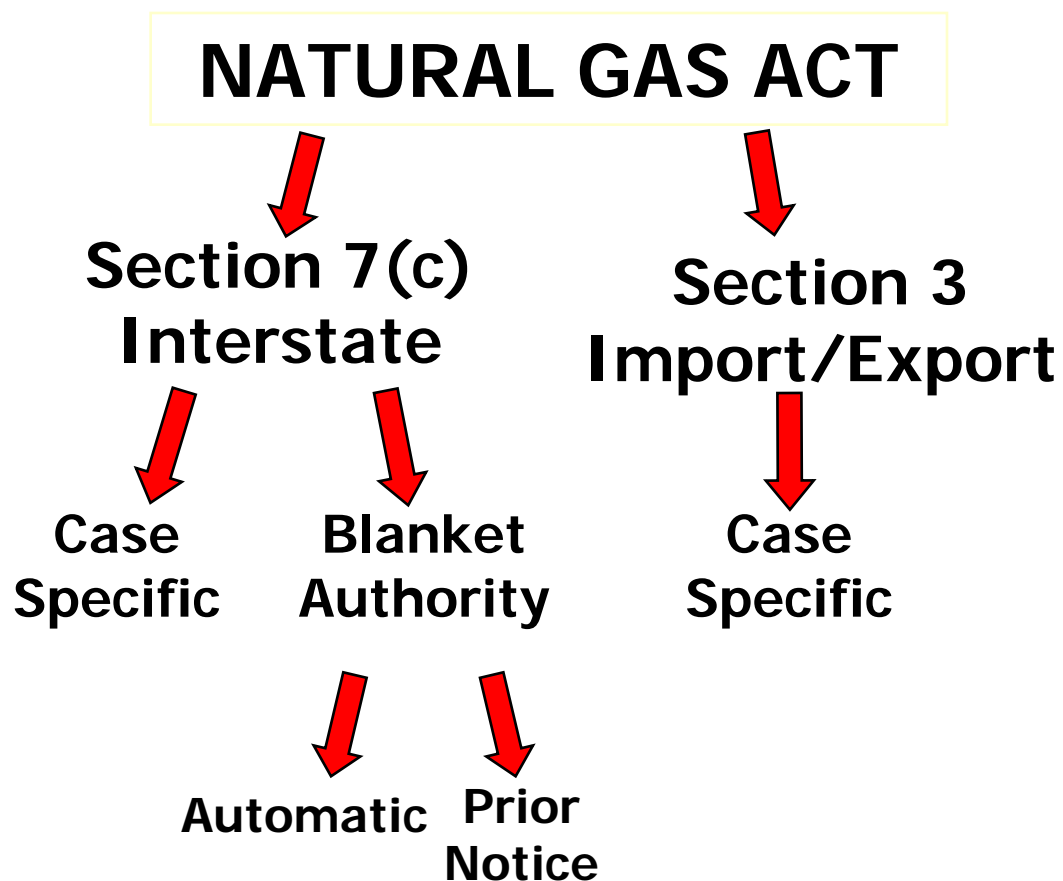 NATURAL GAS ACT
Section 7(c)
Interstate
Section 3
Import/Export
Case
Specific
Blanket
Authority
Case
Specific
Automatic
Prior
Notice